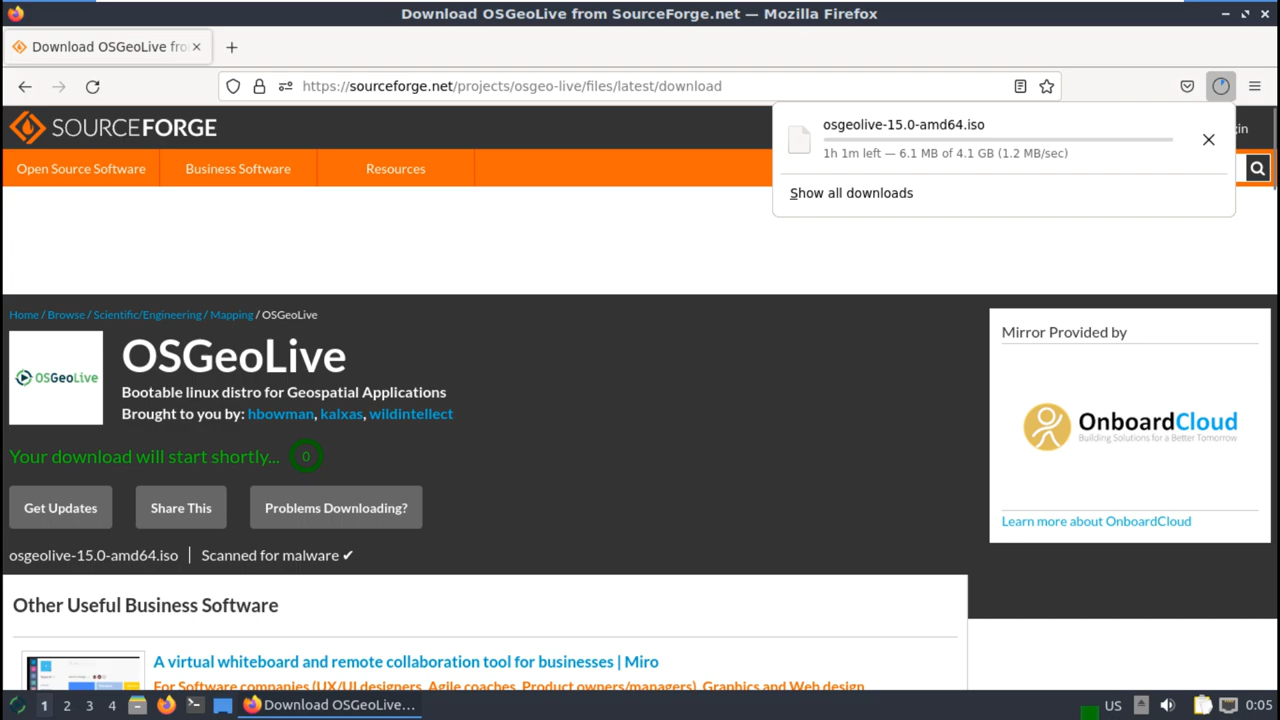 Download OSGeoLive from SourceForge.net — Mozilla Firefox
Download OSGeoLive fro
https://sourceforge.net/projects/osgeo-live/files/latest/download
osgeolive-15.0-amd64.iso
1h 1m left — 6.1 MB of 4.1 GB (1.2 MB/sec)
Show all downloads
SOURCEFORGE
gin
Open Source Software
Business Software
Resources
Home / Browse / Scientific/Engineering / Mapping / OSGeoLive
OSGeoLive
OSGeoLive
Bootable linux distro for Geospatial Applications
Brought to you by: hbowman, kalxas, wildintellect
Your download will start shortly... 0
Get Updates
Share This
Problems Downloading?
osgeolive-15.0-amd64.iso | Scanned for malware ✔
Mirror Provided by
OnboardCloud
Building Solutions for a Better Tomorrow
Learn more about OnboardCloud
Other Useful Business Software
A virtual whiteboard and remote collaboration tool for businesses | Miro
For Software companies (UX/UI designers, Agile coaches, Product owners/managers), Graphics and Web design
1 2 3 4
Download OSGeoLive...
US
0:05